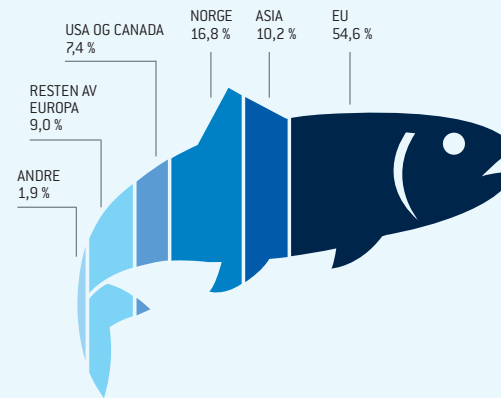 NORGE
16,8 %
ASIA
10,2 %
EU
54,6 %
USA OG CANADA
7,4 %
RESTEN AV
EUROPA
9,0 %
ANDRE
1,9 %